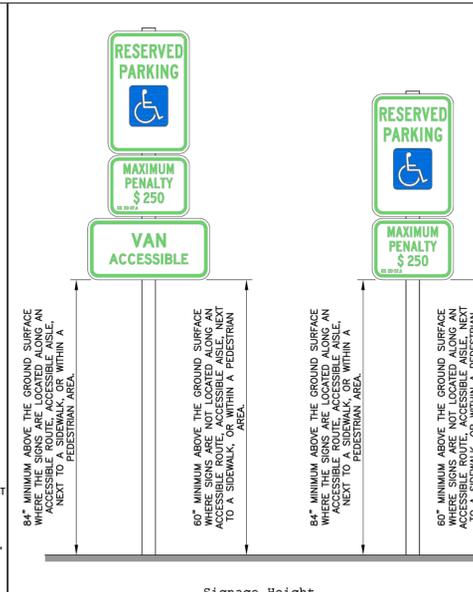 RESERVED
PARKING
MAXIMUM
PENALTY
$ 250
VAN
ACCESSIBLE
RESERVED
PARKING
MAXIMUM
PENALTY
$ 250
84" MINIMUM ABOVE THE GROUND SURFACE
WHERE THE SIGNS ARE LOCATED ALONG AN
ACCESSIBLE ROUTE, ACCESSIBLE AISLE,
NEXT TO A SIDEWALK, OR WITHIN A
PEDESTRIAN AREA.
60" MINIMUM ABOVE THE GROUND SURFACE
WHERE SIGNS ARE NOT LOCATED ALONG AN
ACCESSIBLE ROUTE, ACCESSIBLE AISLE, NEXT
TO A SIDEWALK, OR WITHIN A PEDESTRIAN
AREA.
84" MINIMUM ABOVE THE GROUND SURFACE
WHERE THE SIGNS ARE LOCATED ALONG AN
ACCESSIBLE ROUTE, ACCESSIBLE AISLE,
NEXT TO A SIDEWALK, OR WITHIN A
PEDESTRIAN AREA.
60" MINIMUM ABOVE THE GROUND SURFACE
WHERE SIGNS ARE NOT LOCATED ALONG AN
ACCESSIBLE ROUTE, ACCESSIBLE AISLE, NEXT
TO A SIDEWALK, OR WITHIN A PEDESTRIAN
Signage Height